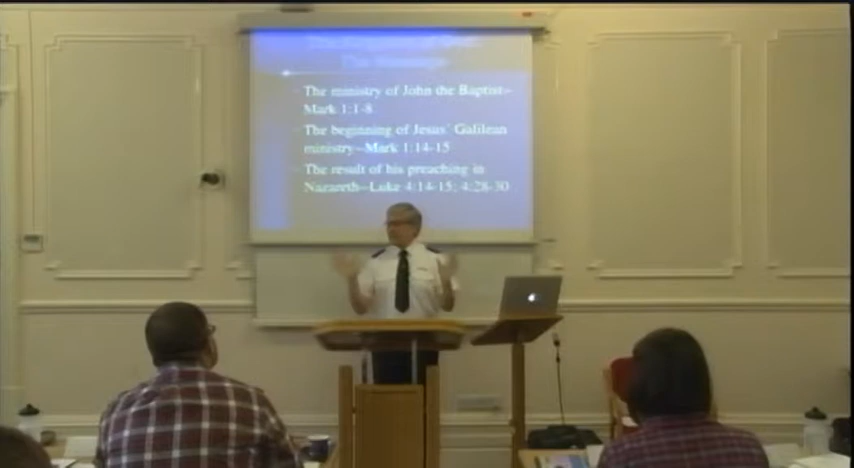 The ministry of John the Baptist–
Mark 1:1-8
The beginning of Jesus' Galilean
ministry–Mark 1:14-15
The result of his preaching in
Nazareth–Luke 4:14-15; 4:28-30